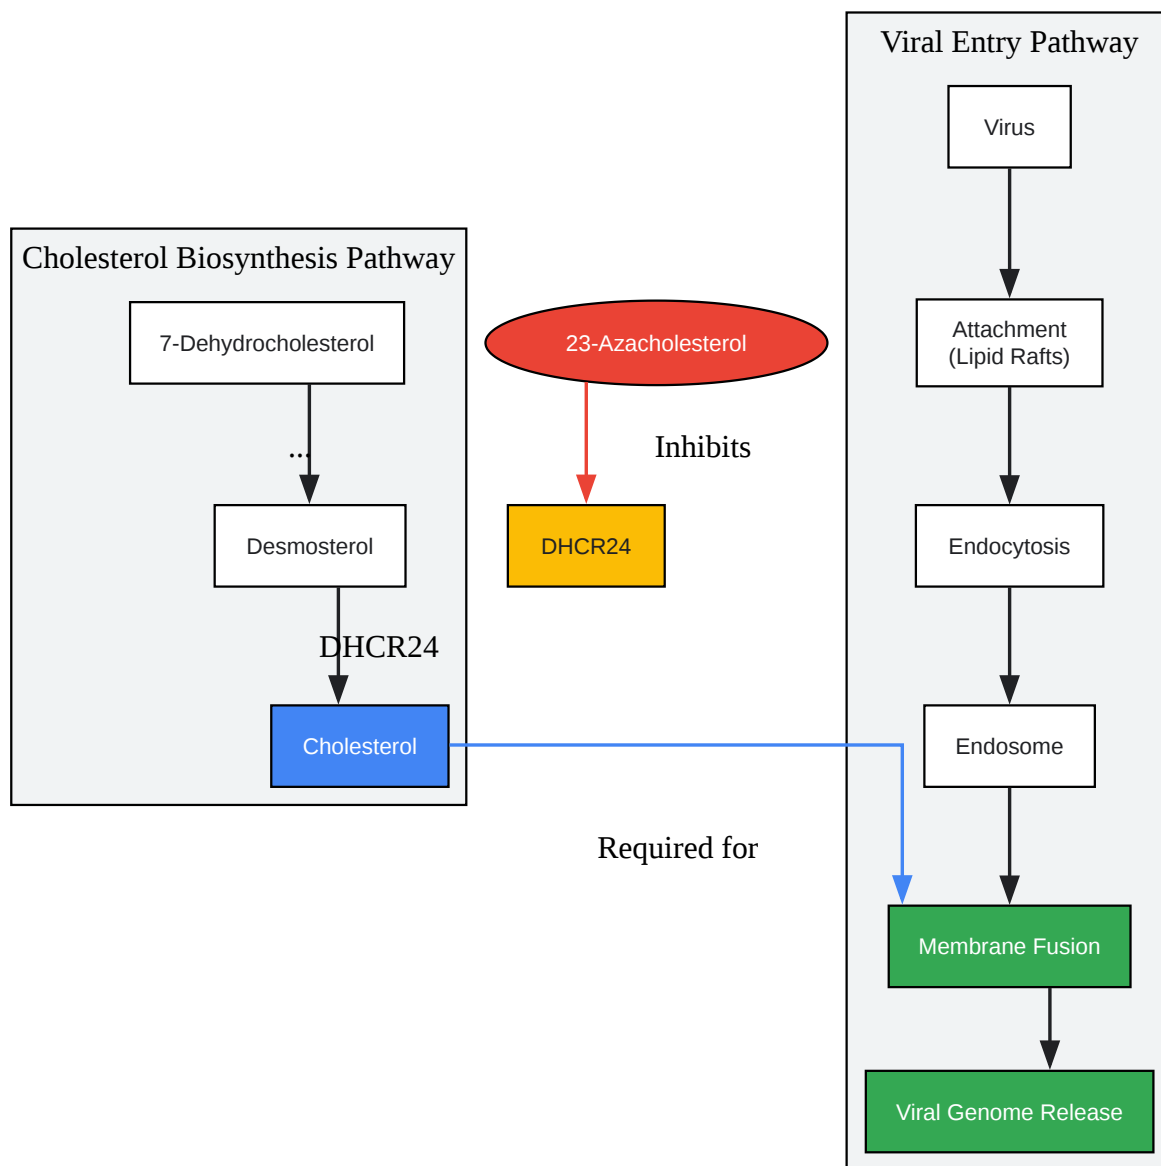 Viral Entry Pathway
Virus
Cholesterol Biosynthesis Pathway
7-Dehydrocholesterol
23-Azacholesterol
Attachment
(Lipid Rafts)
...
Inhibits
Desmosterol
DHCR24
Endocytosis
DHCR24
Cholesterol
Endosome
Required for
Membrane Fusion
Viral Genome Release